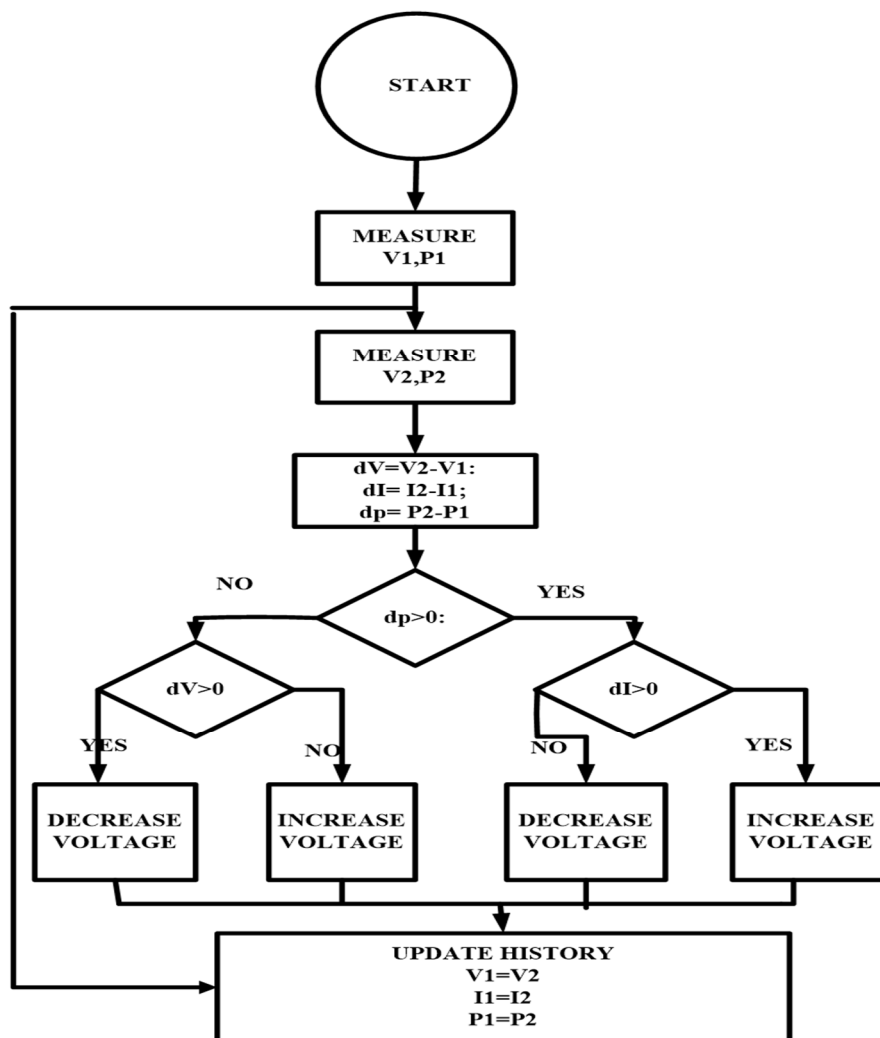 START
MEASURE
V1,P1
MEASURE
V2,P2
dV=V2-V1:
dI= I2-I1;
dp= P2-P1
NO
YES
dp>0:
dV>0
dI>0
YES
NO
NO
YES
DECREASE
VOLTAGE
INCREASE
VOLTAGE
DECREASE
VOLTAGE
INCREASE
VOLTAGE
UPDATE HISTORY
V1=V2
I1=I2
P1=P2